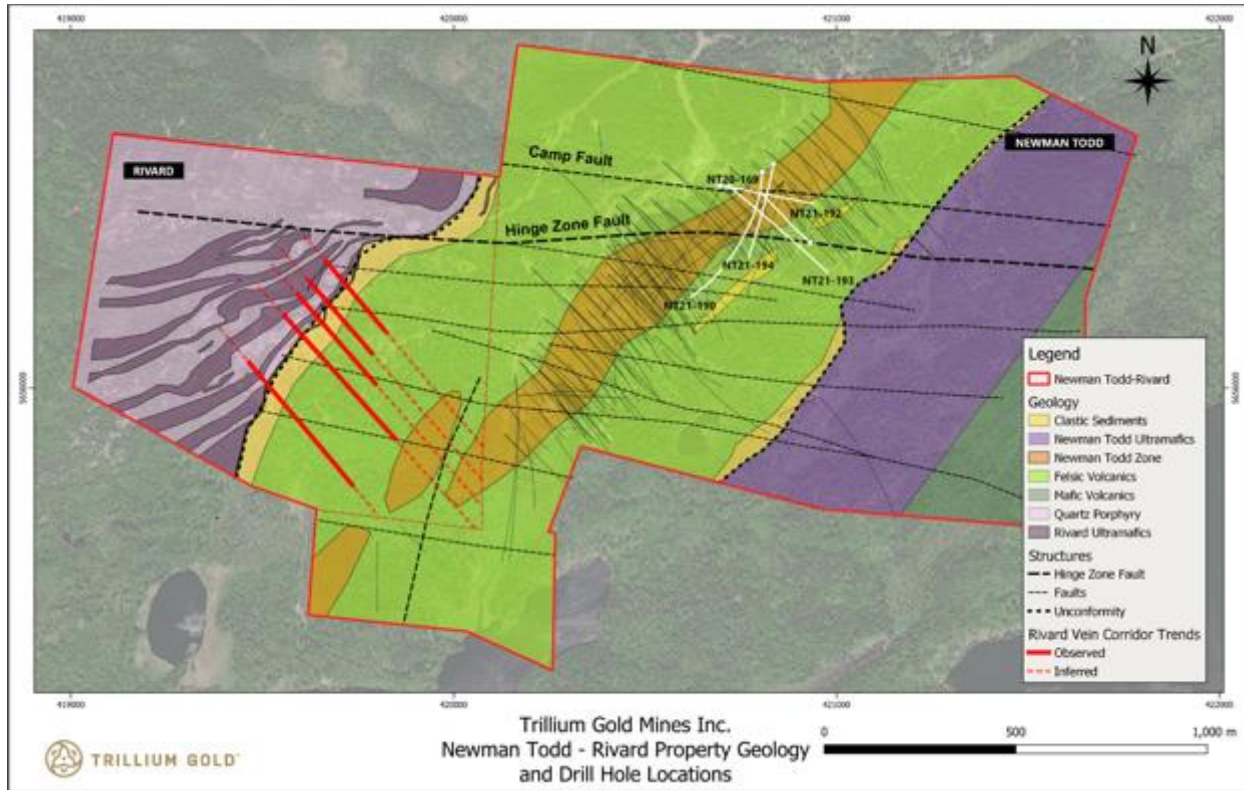 419000 420000 421000 422000
N
RIVARD
NEWMAN TODD
Camp Fault
Hinge Zone Fault
NT20-169
NT21-192
NT21-194
NT21-193
NT21-190
5656000 5656000
Legend
Newman Todd-Rivard
Geology
Clastic Sediments
Newman Todd Ultramafics
Newman Todd Zone
Felsic Volcanics
Mafic Volcanics
Quartz Porphyry
Rivard Ultramafics
Structures
Hinge Zone Fault
Faults
Unconformity
Rivard Vein Corridor Trends
Observed
Inferred
419000 420000 421000 422000
TRILLIUM GOLD
Trillium Gold Mines Inc.
Newman Todd - Rivard Property Geology
and Drill Hole Locations
0 500 1,000 m